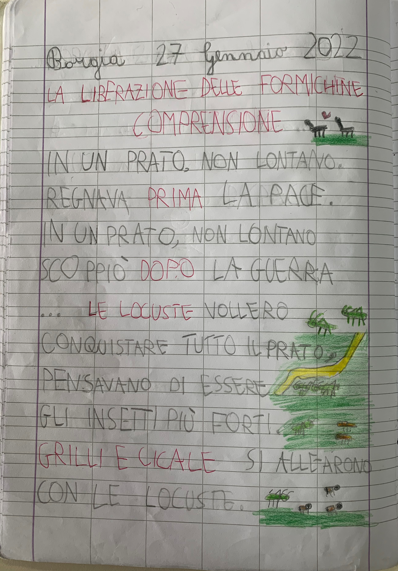 Borgia 27 Gennaio 2022
LA LIBERAZIONE DELLE FORMICHINE
COMPRENSIONE
IN UN PRATO, NON LONTANO.
REGNAVA PRIMA LA PACE.
IN UN PRATO, NON LONTANO
SCOPPIÒ DOPO LA GUERRA
... LE LOCUSTE VOLLERO
CONQUISTARE TUTTO IL PRATO.
PENSAVANO DI ESSERE
GLI INSETTI PIÙ FORTI.
GRILLI E CICALE SI ALLEARONO
CON LE LOCUSTE.